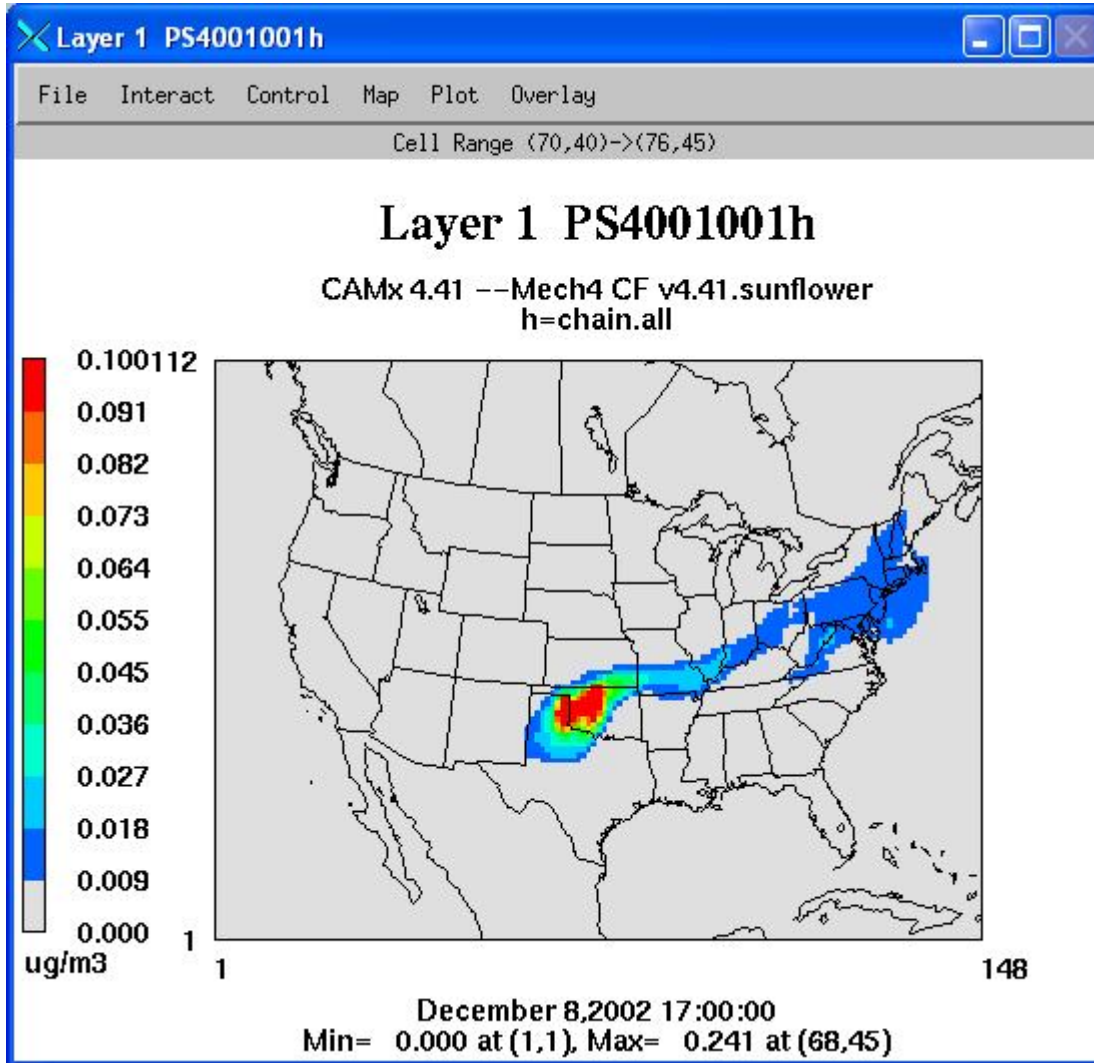 Layer 1 PS4001001h
File Interact Control Map Plot Overlay
Cell Range (70,40)->(76,45)
Layer 1 PS4001001h
CAMx 4.41 --Mech4 CF v4.41.sunflower
h=chain.all
0.100
0.091
0.082
0.073
0.064
0.055
0.045
0.036
0.027
0.018
0.009
0.000
ug/m3
112
1
1
148
December 8,2002 17:00:00
Min= 0.000 at (1,1), Max= 0.241 at (68,45)